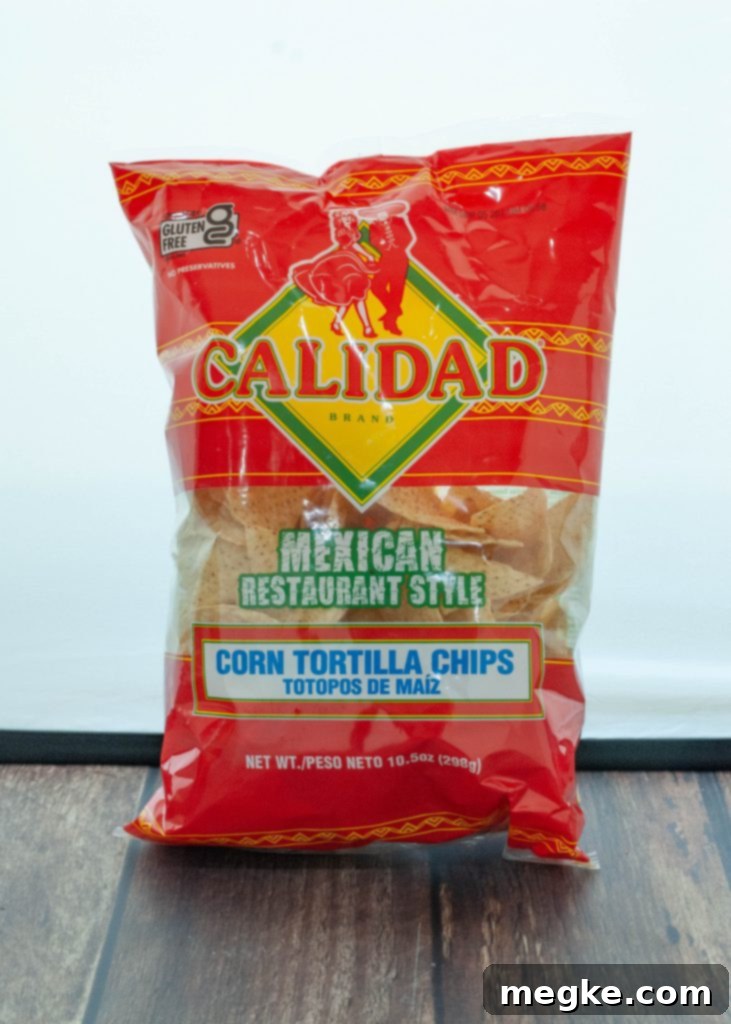 GLUTEN
FREE
NO PRESERVATIVES
CALIDAD
BRAND
MEXICAN
RESTAURANT STYLE
CORN TORTILLA CHIPS
TOTOPOS DE MAÍZ
NET WT./PESO NETO 10.5oz (298g)
megke.com